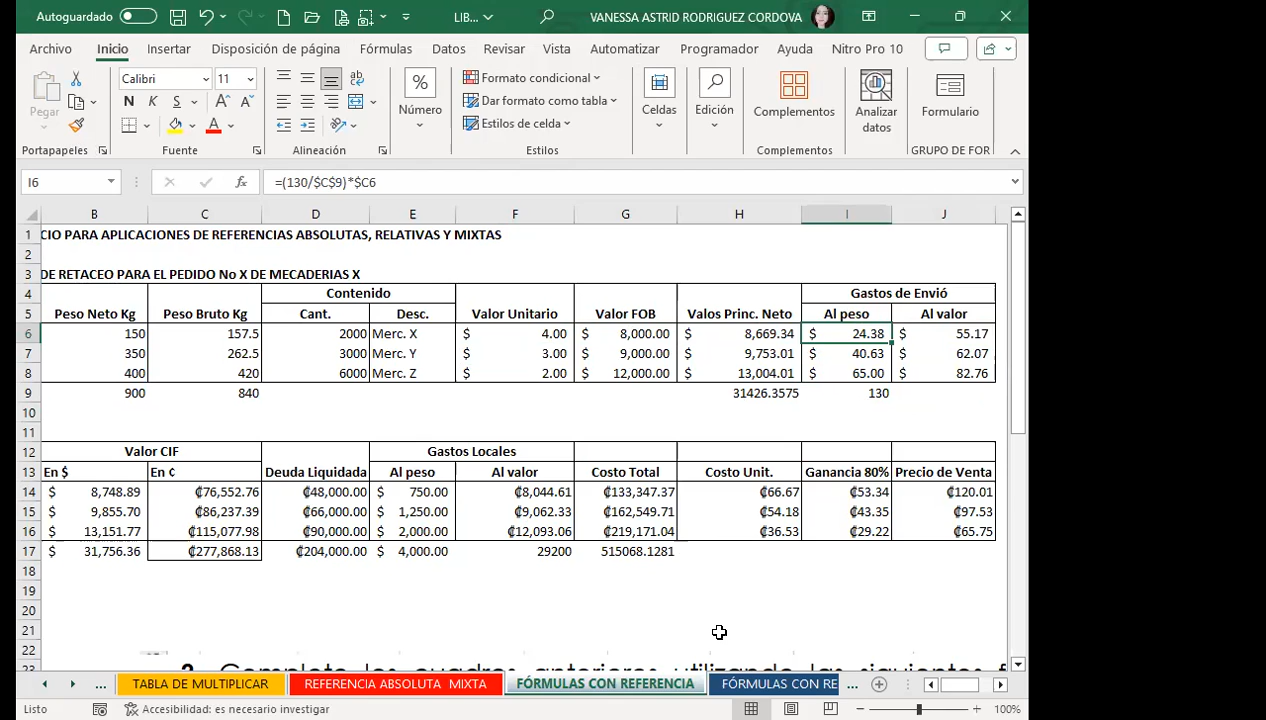 Autoguardado LIB... VANESSA ASTRID RODRIGUEZ CORDOVA
Archivo Inicio Insertar Disposición de página Fórmulas Datos Revisar Vista Automatizar Programador Ayuda Nitro Pro 10
Pegar Calibri 11 N K S Número Formato condicional Dar formato como tabla Estilos de celda Celdas Edición Complementos Analizar datos Formulario
Portapapeles Fuente Alineación Estilos Complementos GRUPO DE FOR
I6 fx =(130/$C$9)*$C6
B C D E F G H I J
1 CIO PARA APLICACIONES DE REFERENCIAS ABSOLUTAS, RELATIVAS Y MIXTAS
2
3 DE RETACEO PARA EL PEDIDO No X DE MECADERIAS X
4 Contenido Gastos de Envió
5 Peso Neto Kg Peso Bruto Kg Cant. Desc. Valor Unitario Valor FOB Valos Princ. Neto Al peso Al valor
6 150 157.5 2000 Merc. X $ 4.00 $ 8,000.00 $ 8,669.34 $ 24.38 $ 55.17
7 350 262.5 3000 Merc. Y $ 3.00 $ 9,000.00 $ 9,753.01 $ 40.63 $ 62.07
8 400 420 6000 Merc. Z $ 2.00 $ 12,000.00 $ 13,004.01 $ 65.00 $ 82.76
9 900 840 31426.3575 130
10
11
12 Valor CIF Gastos Locales
13 En $ En ¢ Deuda Liquidada Al peso Al valor Costo Total Costo Unit. Ganancia 80% Precio de Venta
14 $ 8,748.89 ₡76,552.76 ₡48,000.00 $ 750.00 ₡8,044.61 ₡133,347.37 ₡66.67 ₡53.34 ₡120.01
15 $ 9,855.70 ₡86,237.39 ₡66,000.00 $ 1,250.00 ₡9,062.33 ₡162,549.71 ₡54.18 ₡43.35 ₡97.53
16 $ 13,151.77 ₡115,077.98 ₡90,000.00 $ 2,000.00 ₡12,093.06 ₡219,171.04 ₡36.53 ₡29.22 ₡65.75
17 $ 31,756.36 ₡277,868.13 ₡204,000.00 $ 4,000.00 29200 515068.1281
18
19
20
21
22
23
... TABLA DE MULTIPLICAR REFERENCIA ABSOLUTA MIXTA FÓRMULAS CON REFERENCIA FÓRMULAS CON RE ...
Listo Accesibilidad: es necesario investigar 100%